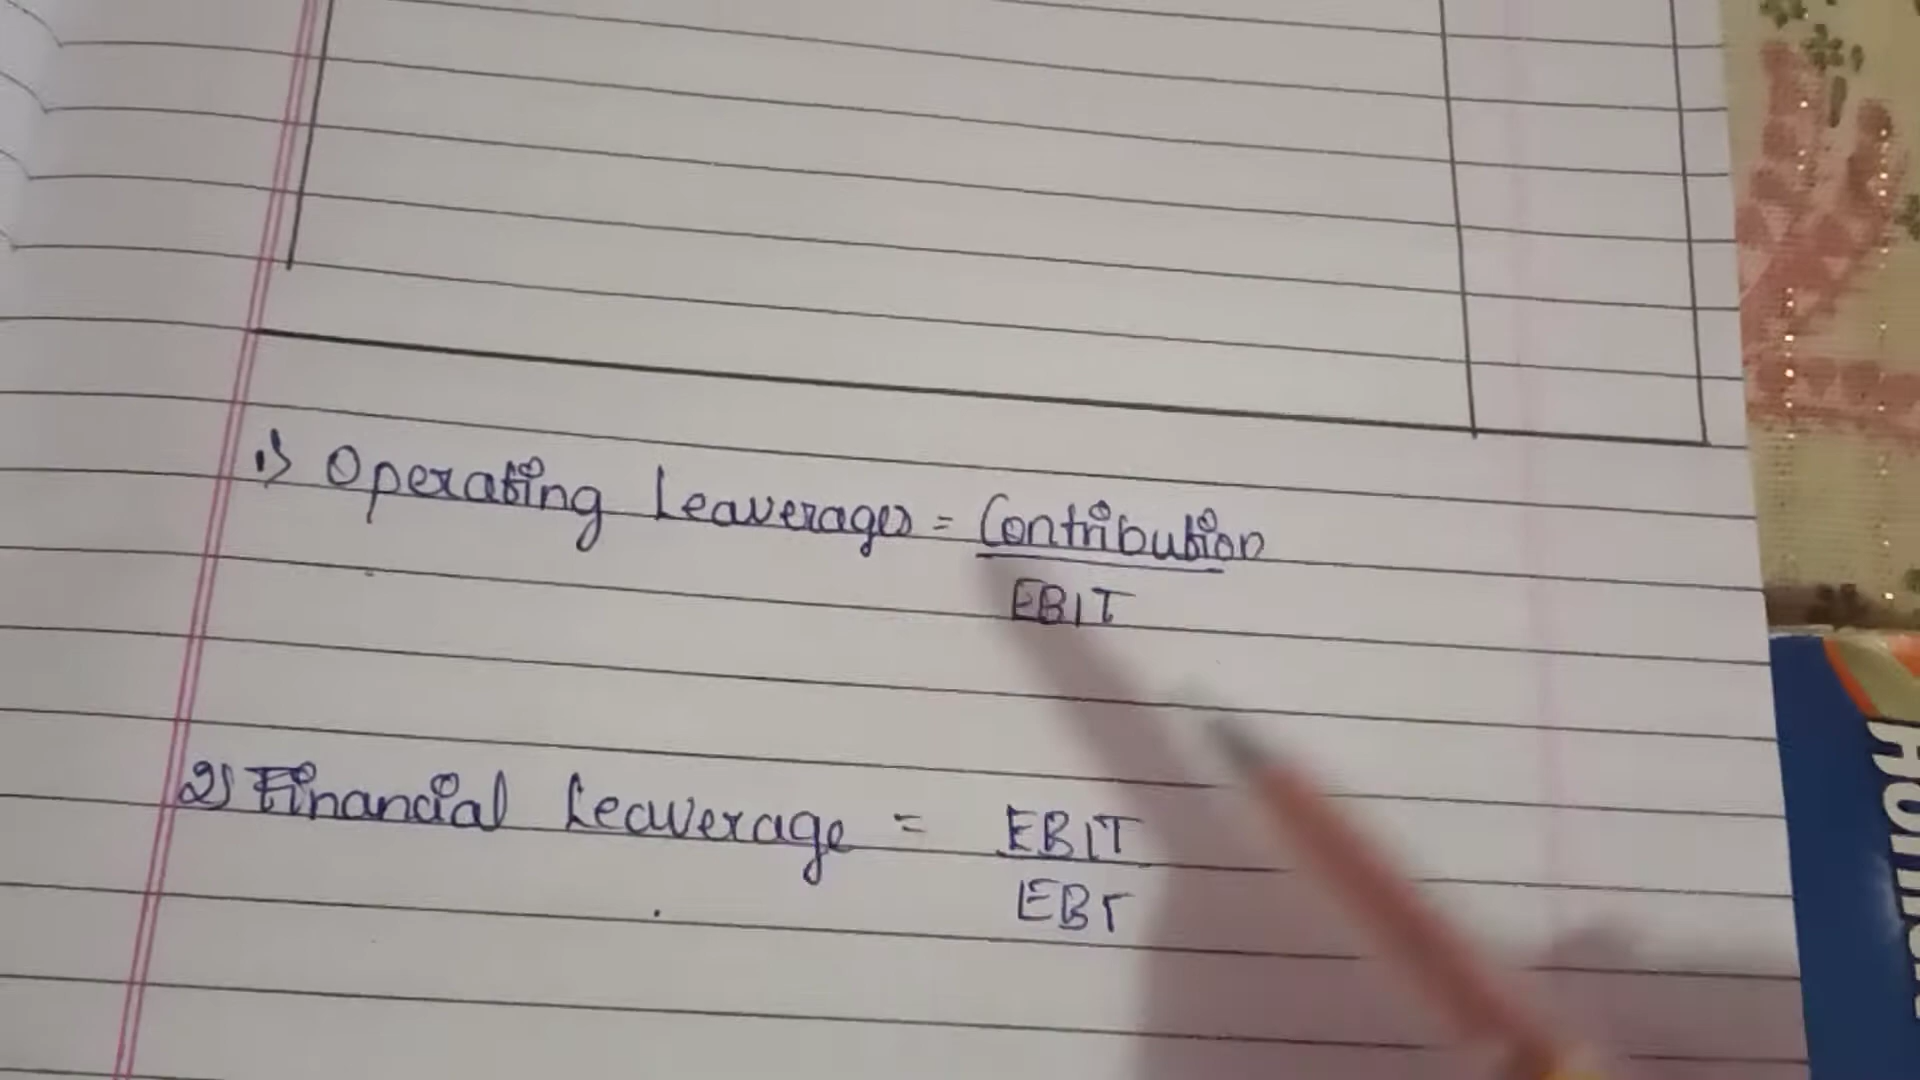 1) Operating Leaverages = Contribution
EBIT
2) Financial Leaverage = EBIT
EBT